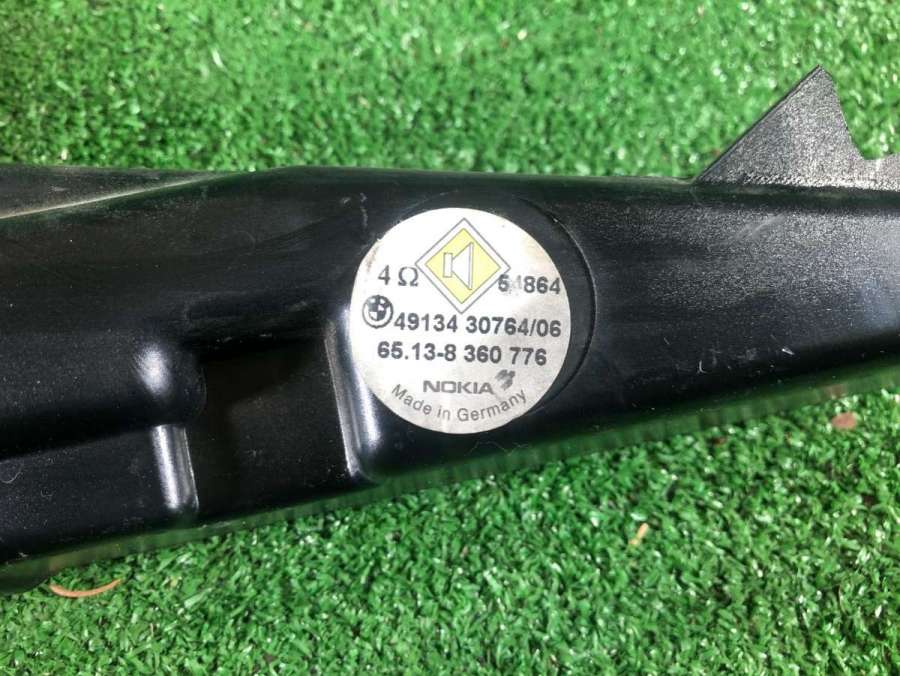 4 Ω 54864
49134 30764/06
65.13-8 360 776
NOKIA
Made in Germany